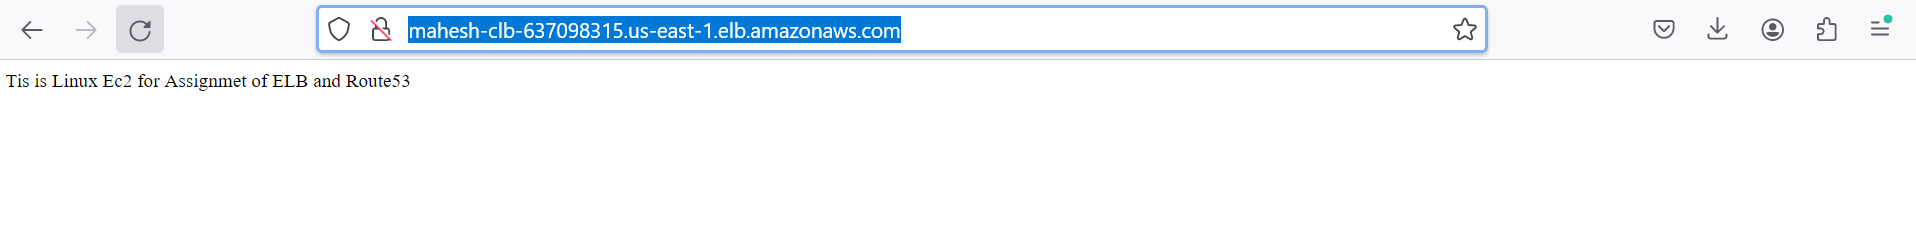 mahesh-clb-637098315.us-east-1.elb.amazonaws.com
Tis is Linux Ec2 for Assignmet of ELB and Route53